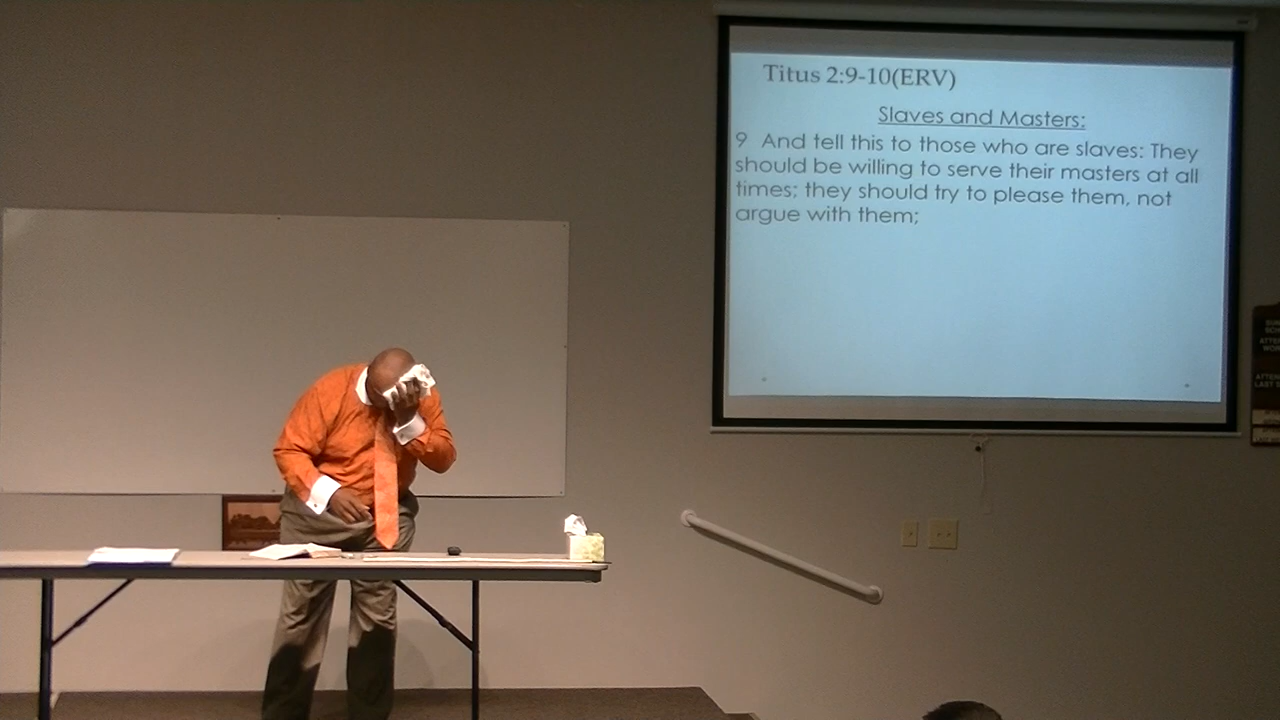 Titus 2:9-10(ERV)
Slaves and Masters:
9 And tell this to those who are slaves: They
should be willing to serve their masters at all
times; they should try to please them, not
argue with them;